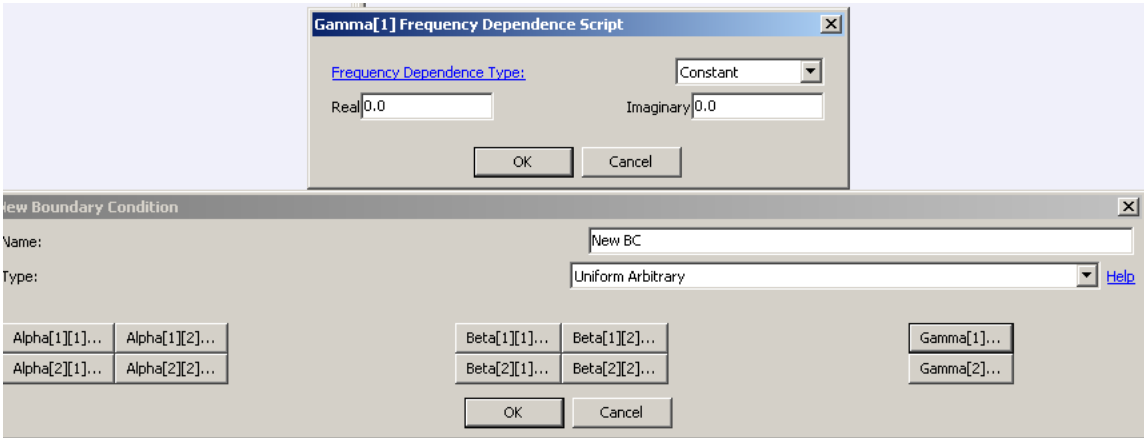 Gamma[1] Frequency Dependence Script
Frequency Dependence Type: Constant
Real 0.0 Imaginary 0.0
OK Cancel
New Boundary Condition
Name: New BC
Type: Uniform Arbitrary Help
Alpha[1][1]... Alpha[1][2]... Beta[1][1]... Beta[1][2]... Gamma[1]...
Alpha[2][1]... Alpha[2][2]... Beta[2][1]... Beta[2][2]... Gamma[2]...
OK Cancel